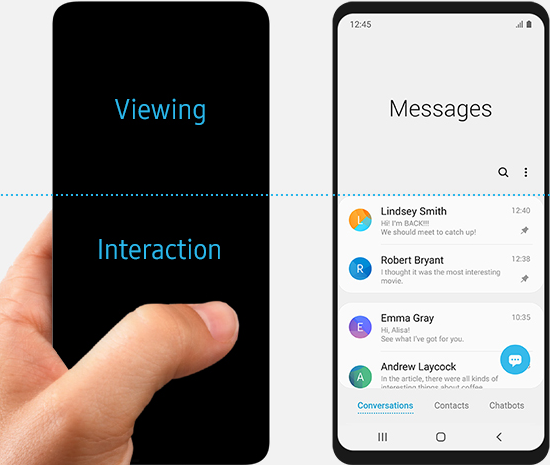 Viewing
Interaction
12:45
Messages
Lindsey Smith
12:40
Hi! I'm BACK!!!
We should meet to catch up!
Robert Bryant
12:38
I thought it was the most interesting
movie.
Emma Gray
10:35
Hi, Alisa!
See what I've got for you.
Andrew Laycock
In the article, there were all kinds of
interesting things about coffee
Conversations
Contacts
Chatbots
L
R
E
A